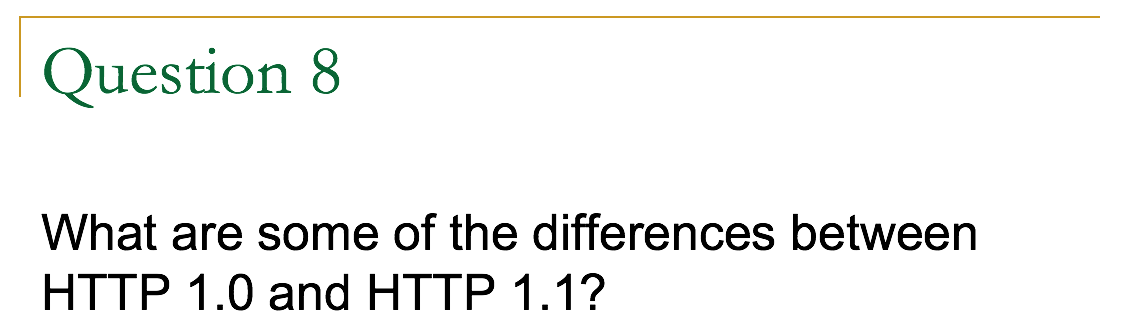 Question 8
What are some of the differences between
HTTP 1.0 and HTTP 1.1?